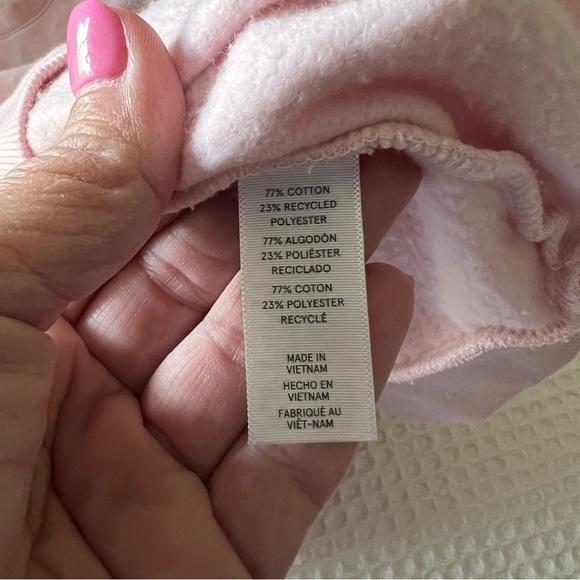 77% COTTON
23% RECYCLED
POLYESTER
77% ALGODÓN
23% POLIÉSTER
RECICLADO
77% COTON
23% POLYESTER
RECYCLÉ
MADE IN
VIETNAM
HECHO EN
VIETNAM
FABRIQUÉ AU
VIÊT-NAM